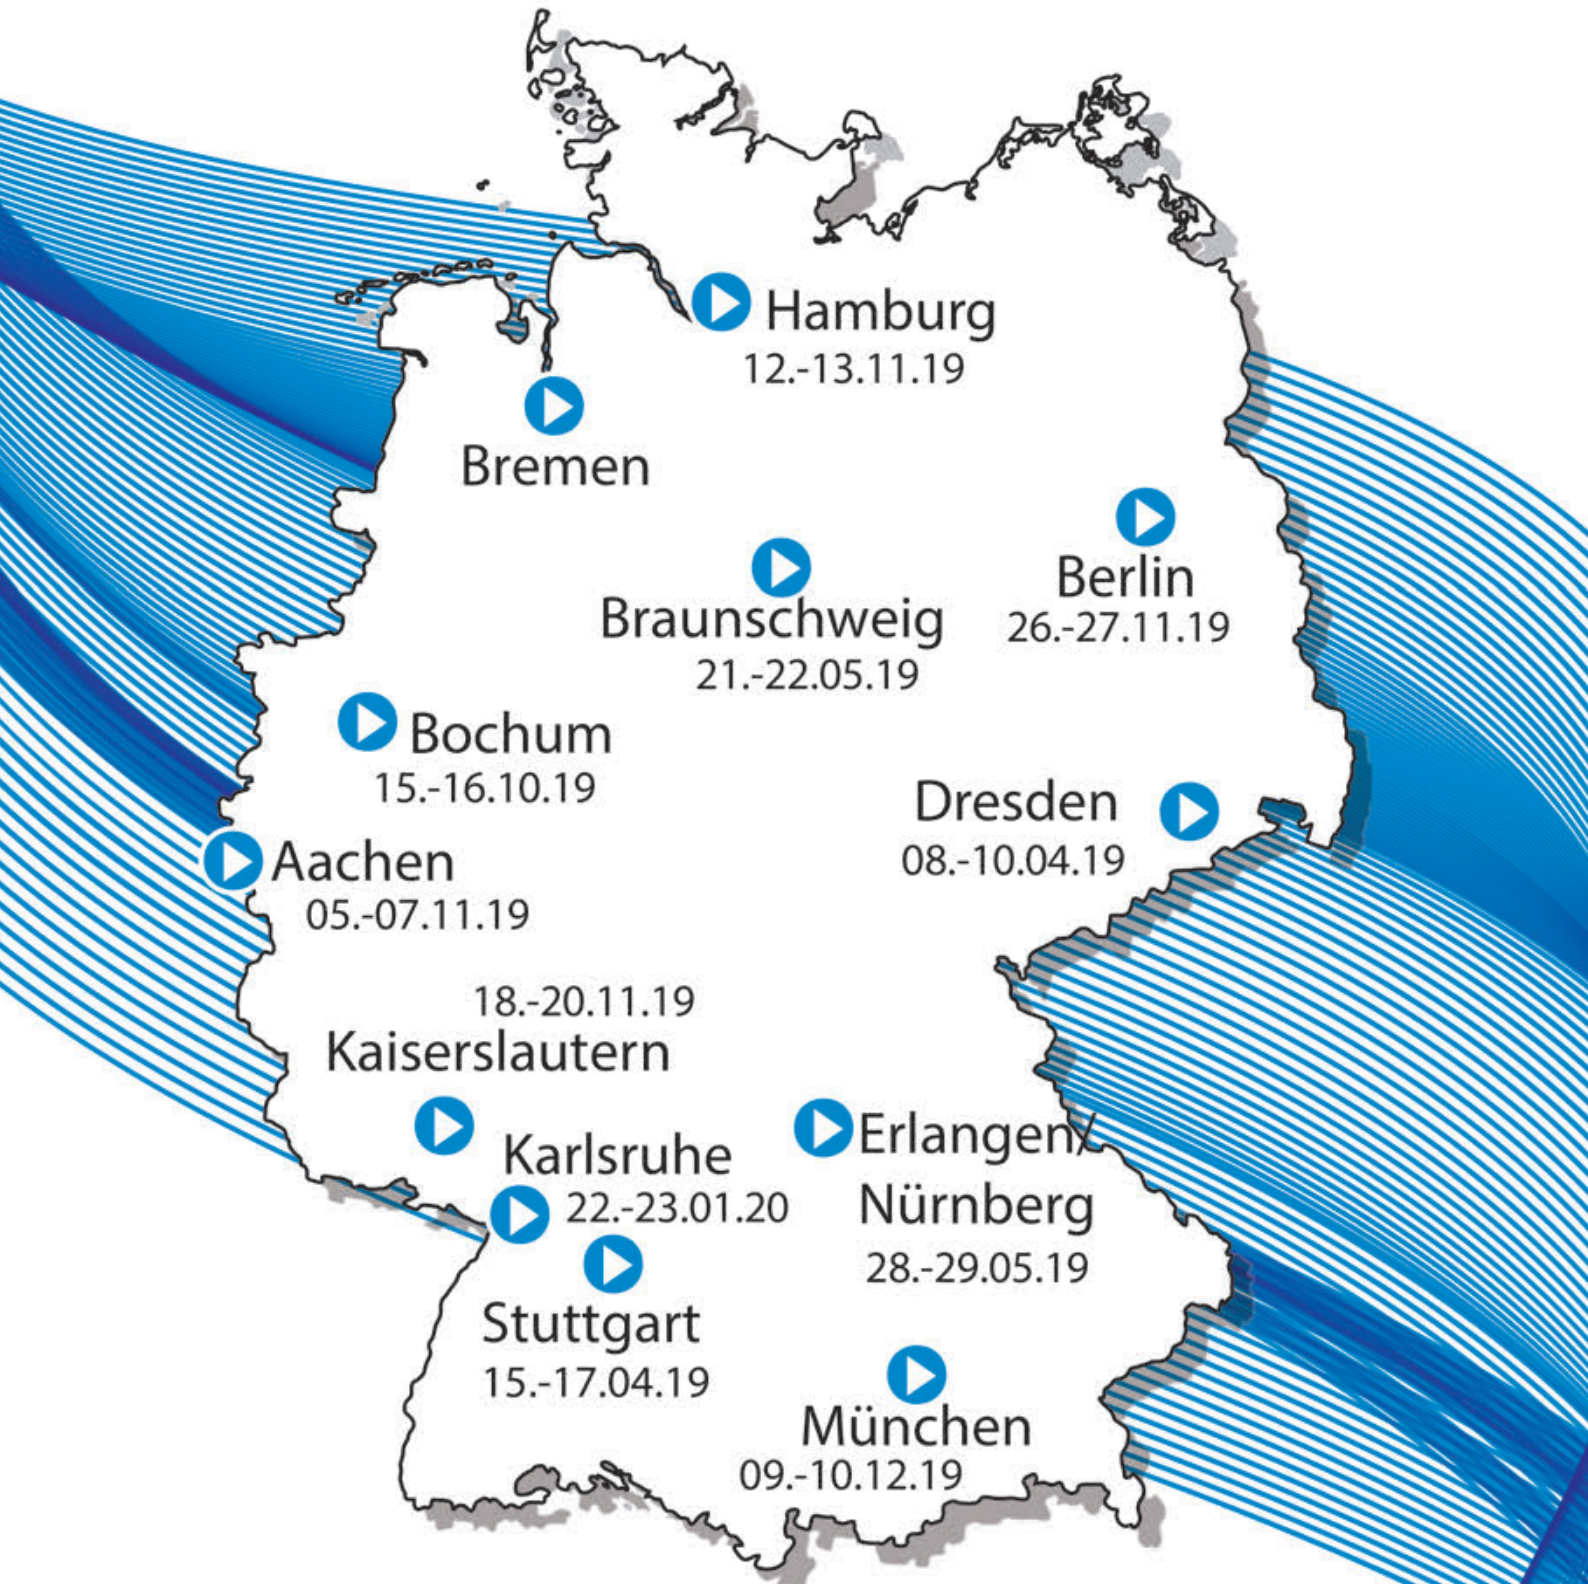 Hamburg
12.-13.11.19
Bremen
Berlin
26.-27.11.19
Braunschweig
21.-22.05.19
Bochum
15.-16.10.19
Dresden
08.-10.04.19
Aachen
05.-07.11.19
18.-20.11.19
Kaiserslautern
Karlsruhe
22.-23.01.20
Erlangen/
Nürnberg
28.-29.05.19
Stuttgart
15.-17.04.19
München
09.-10.12.19